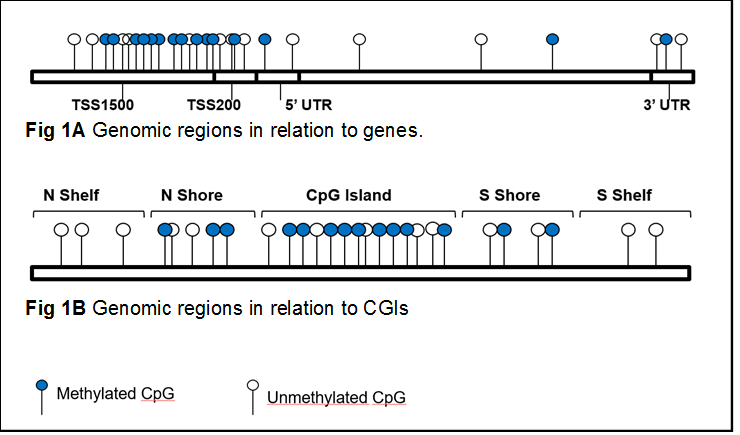 TSS1500 TSS200 5’ UTR 3’ UTR
Fig 1A Genomic regions in relation to genes.
N Shelf N Shore CpG Island S Shore S Shelf
Fig 1B Genomic regions in relation to CGIs
Methylated CpG Unmethylated CpG